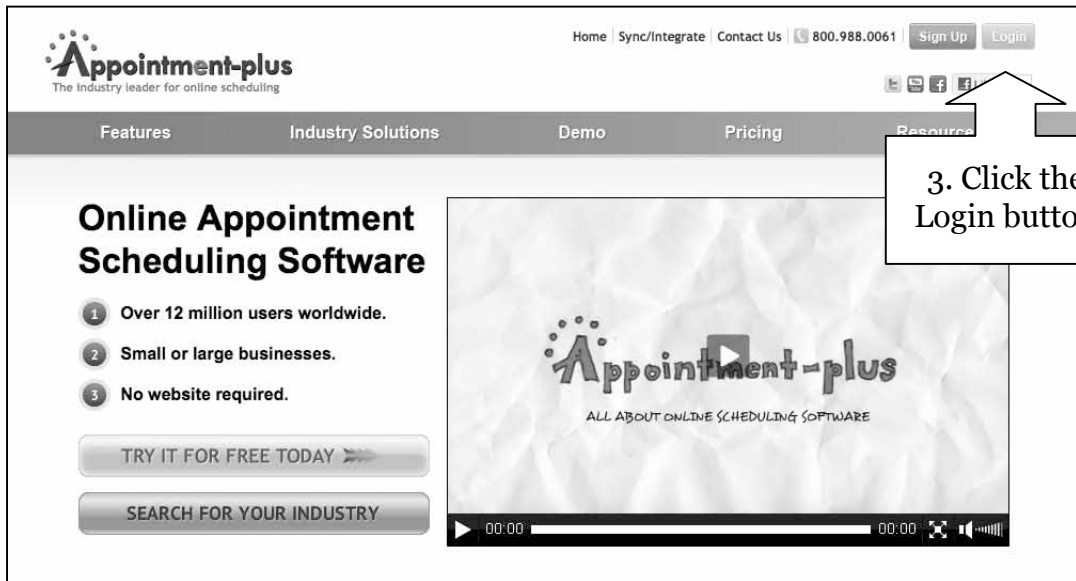 Home Sync/Integrate Contact Us 800.988.0061 Sign Up Login
Appointment-plus
The industry leader for online scheduling
Features Industry Solutions Demo Pricing
3. Click the
Login butto
Online Appointment
Scheduling Software
1 Over 12 million users worldwide.
2 Small or large businesses.
3 No website required.
TRY IT FOR FREE TODAY
SEARCH FOR YOUR INDUSTRY
Appointment-plus
ALL ABOUT ONLINE SCHEDULING SOFTWARE
00:00 00:00